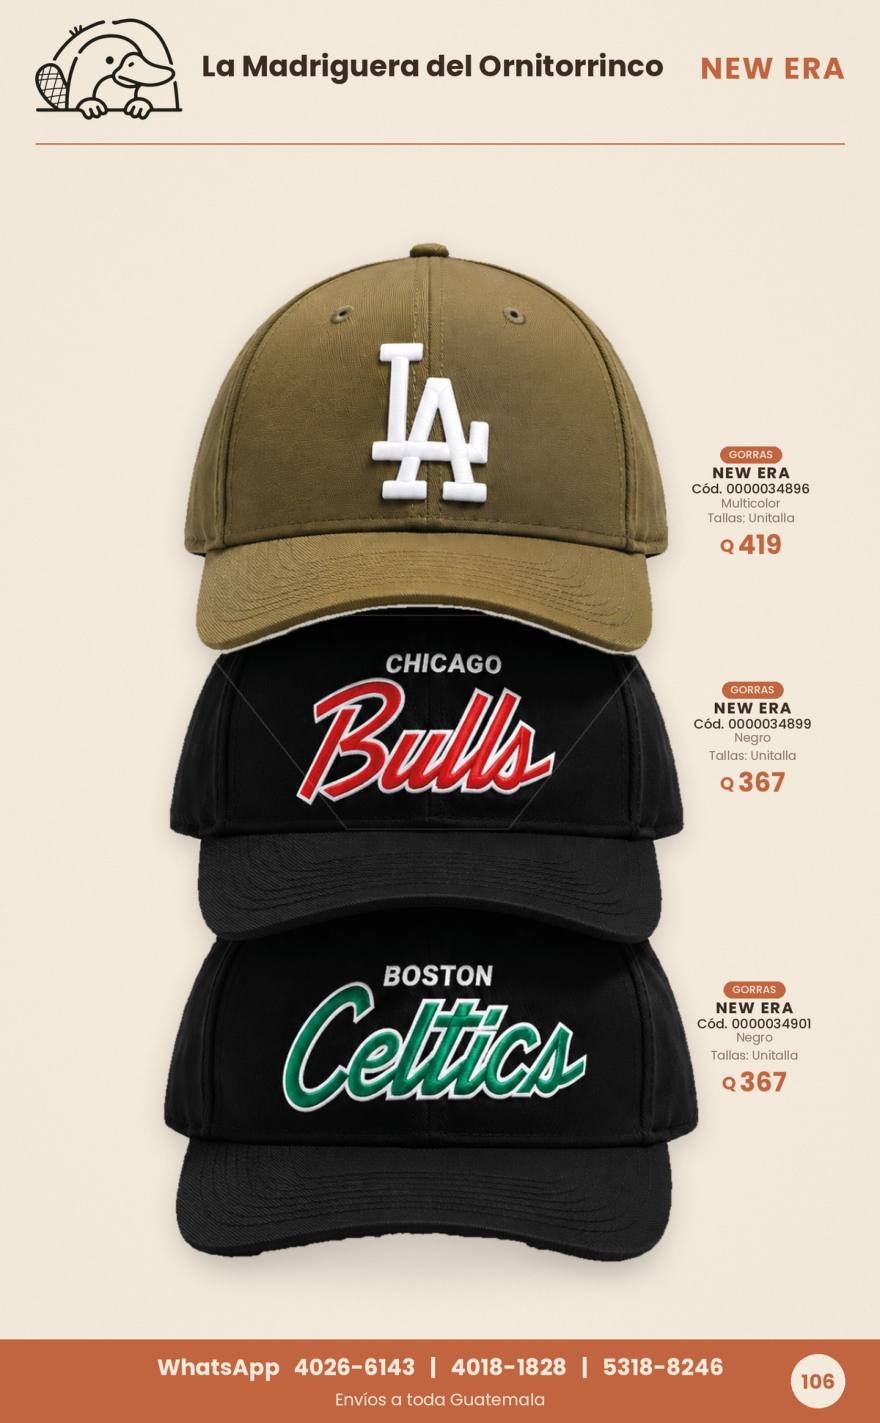 La Madriguera del Ornitorrinco
NEW ERA
LA
GORRAS
NEW ERA
Cód. 0000034896
Multicolor
Tallas: Unitalla
Q 419
CHICAGO
Bulls
GORRAS
NEW ERA
Cód. 0000034899
Negro
Tallas: Unitalla
Q 367
BOSTON
Celtics
GORRAS
NEW ERA
Cód. 0000034901
Negro
Tallas: Unitalla
Q 367
WhatsApp 4026-6143 | 4018-1828 | 5318-8246
Envíos a toda Guatemala
106